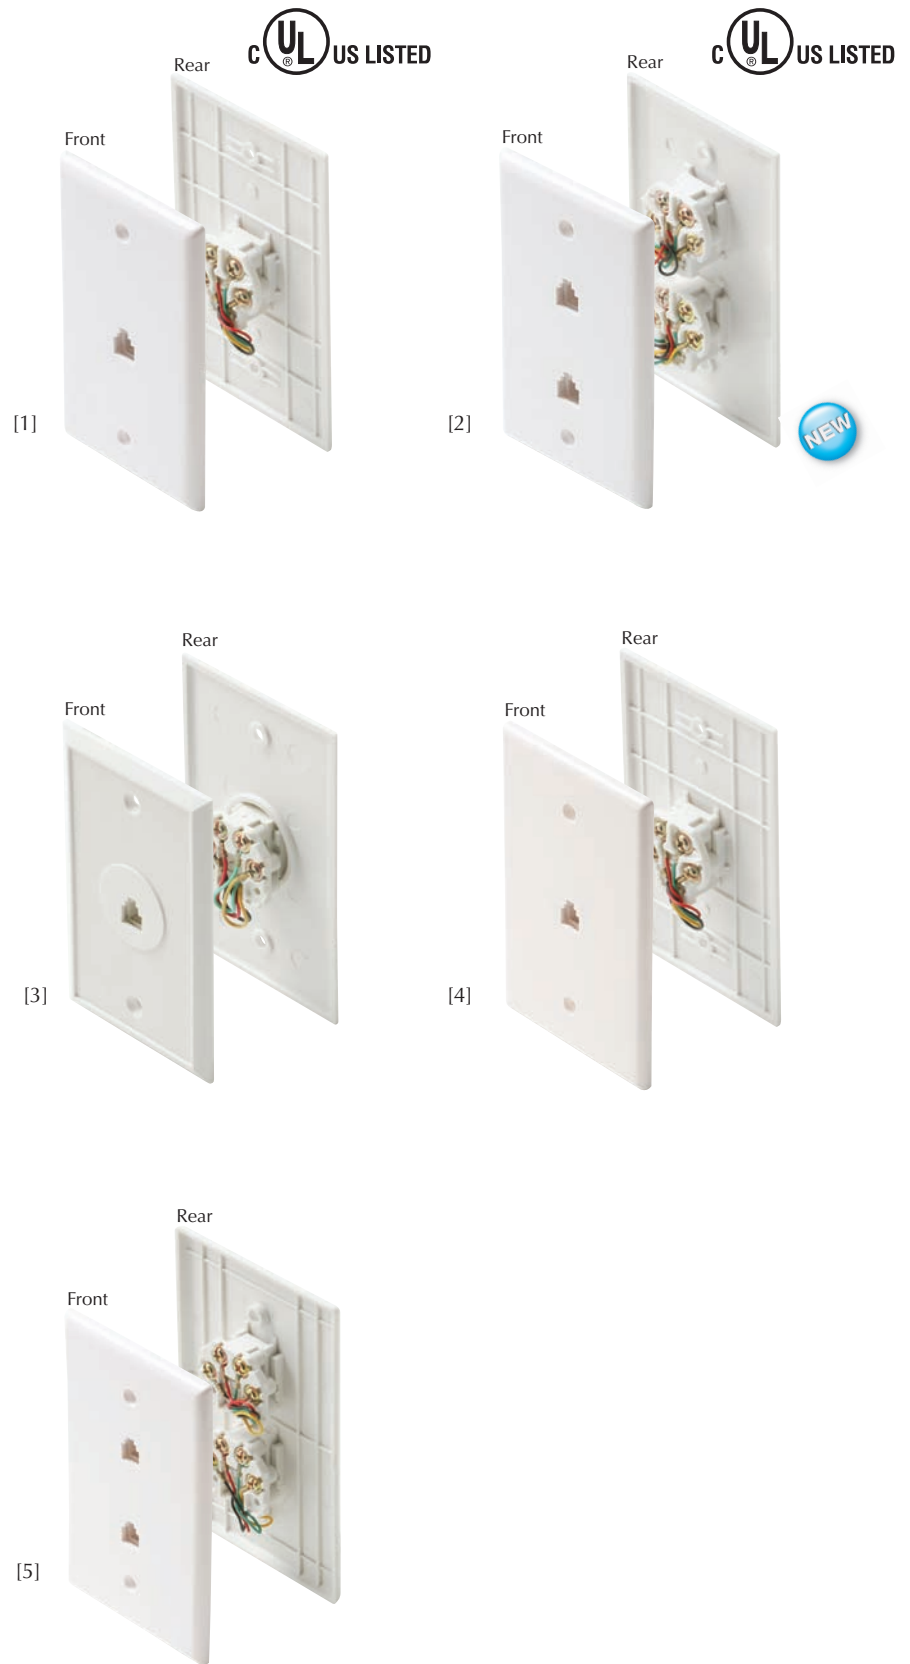 Rear
C UL ® US LISTED
Front
[1]
Rear
C UL ® US LISTED
Front
[2]
NEW
Rear
Front
[3]
Rear
Front
[4]
Rear
Front
[5]